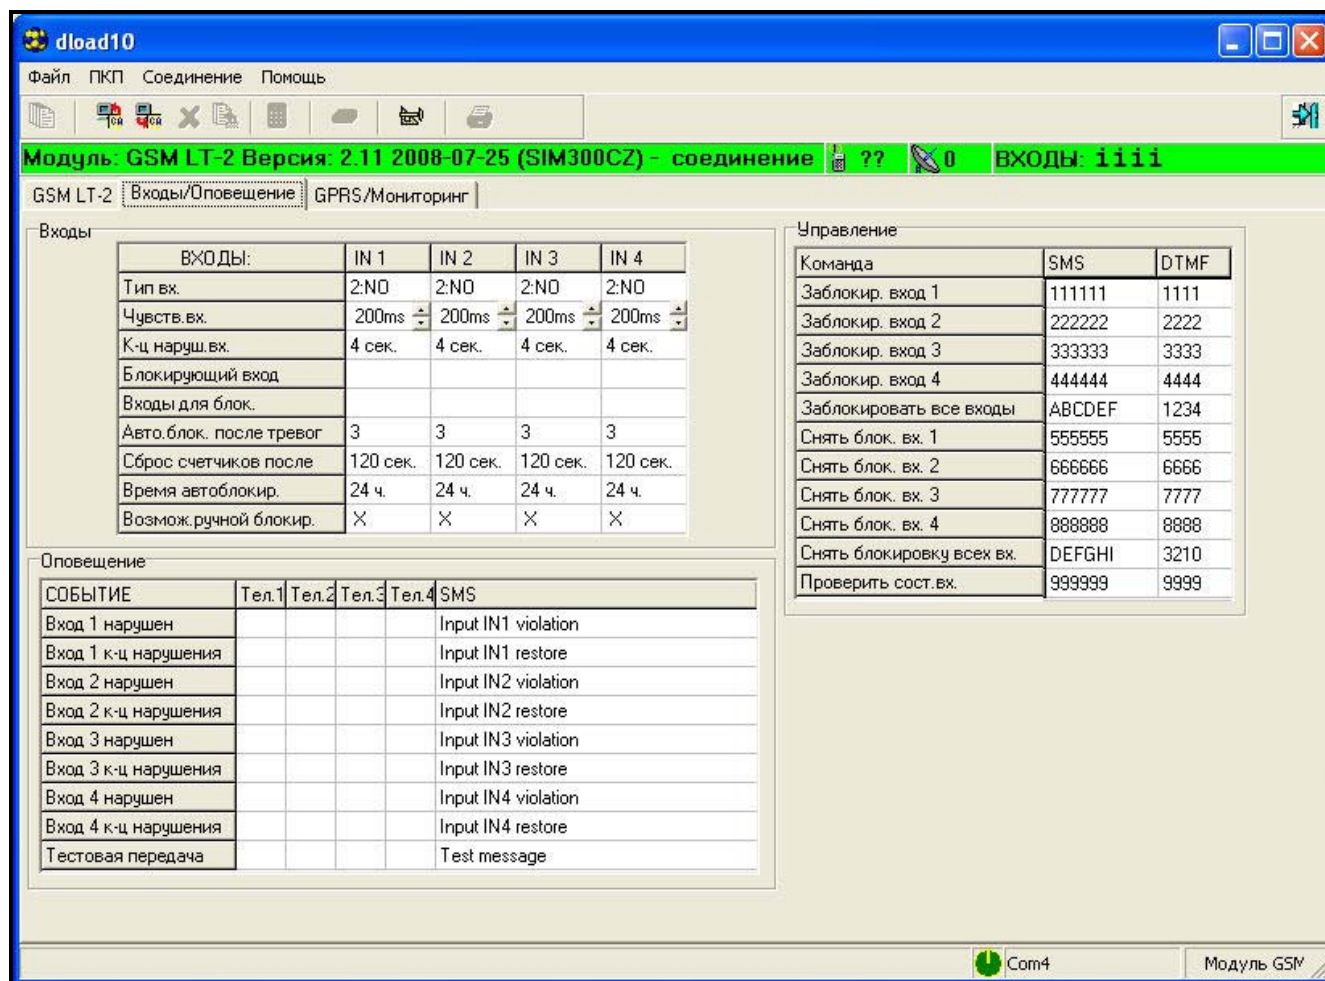 dload10
Файл ПКП Соединение Помощь
Модуль: GSM LT-2 Версия: 2.11 2008-07-25 (SIM300CZ) - соединение ?? 0 ВХОДЫ: iiii
GSM LT-2 Входы/Оповещение GPRS/Мониторинг
Входы
ВХОДЫ: IN 1 IN 2 IN 3 IN 4
Тип вх. 2:NO 2:NO 2:NO 2:NO
Чувств.вх. 200ms 200ms 200ms 200ms
К-ц наруш.вх. 4 сек. 4 сек. 4 сек. 4 сек.
Блокирующий вход
Входы для блок.
Авто.блок. после тревог 3 3 3 3
Сброс счетчиков после 120 сек. 120 сек. 120 сек. 120 сек.
Время автоблокир. 24 ч. 24 ч. 24 ч. 24 ч.
Возмож.ручной блокир. X X X X
Управление
Команда SMS DTMF
Заблокир. вход 1 111111 1111
Заблокир. вход 2 222222 2222
Заблокир. вход 3 333333 3333
Заблокир. вход 4 444444 4444
Заблокировать все входы ABCDEF 1234
Снять блок. вх. 1 555555 5555
Снять блок. вх. 2 666666 6666
Снять блок. вх. 3 777777 7777
Снять блок. вх. 4 888888 8888
Снять блокировку всех вх. DEFGHI 3210
Проверить сост.вх. 999999 9999
Оповещение
СОБЫТИЕ Тел.1 Тел.2 Тел.3 Тел.4 SMS
Вход 1 нарушен Input IN1 violation
Вход 1 к-ц нарушения Input IN1 restore
Вход 2 нарушен Input IN2 violation
Вход 2 к-ц нарушения Input IN2 restore
Вход 3 нарушен Input IN3 violation
Вход 3 к-ц нарушения Input IN3 restore
Вход 4 нарушен Input IN4 violation
Вход 4 к-ц нарушения Input IN4 restore
Тестовая передача Test message
Com4 Модуль GSM